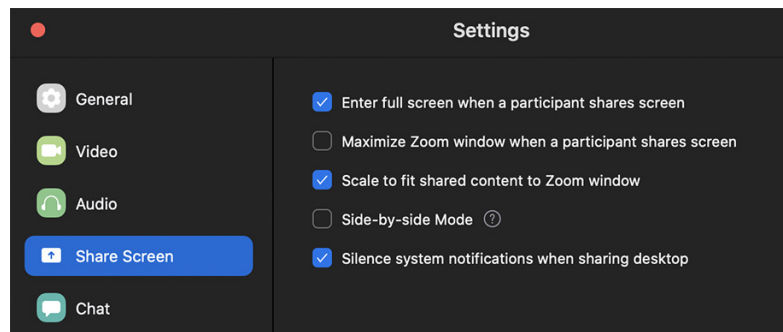 Settings
General
Video
Audio
Share Screen
Chat
Enter full screen when a participant shares screen
Maximize Zoom window when a participant shares screen
Scale to fit shared content to Zoom window
Side-by-side Mode ?
Silence system notifications when sharing desktop